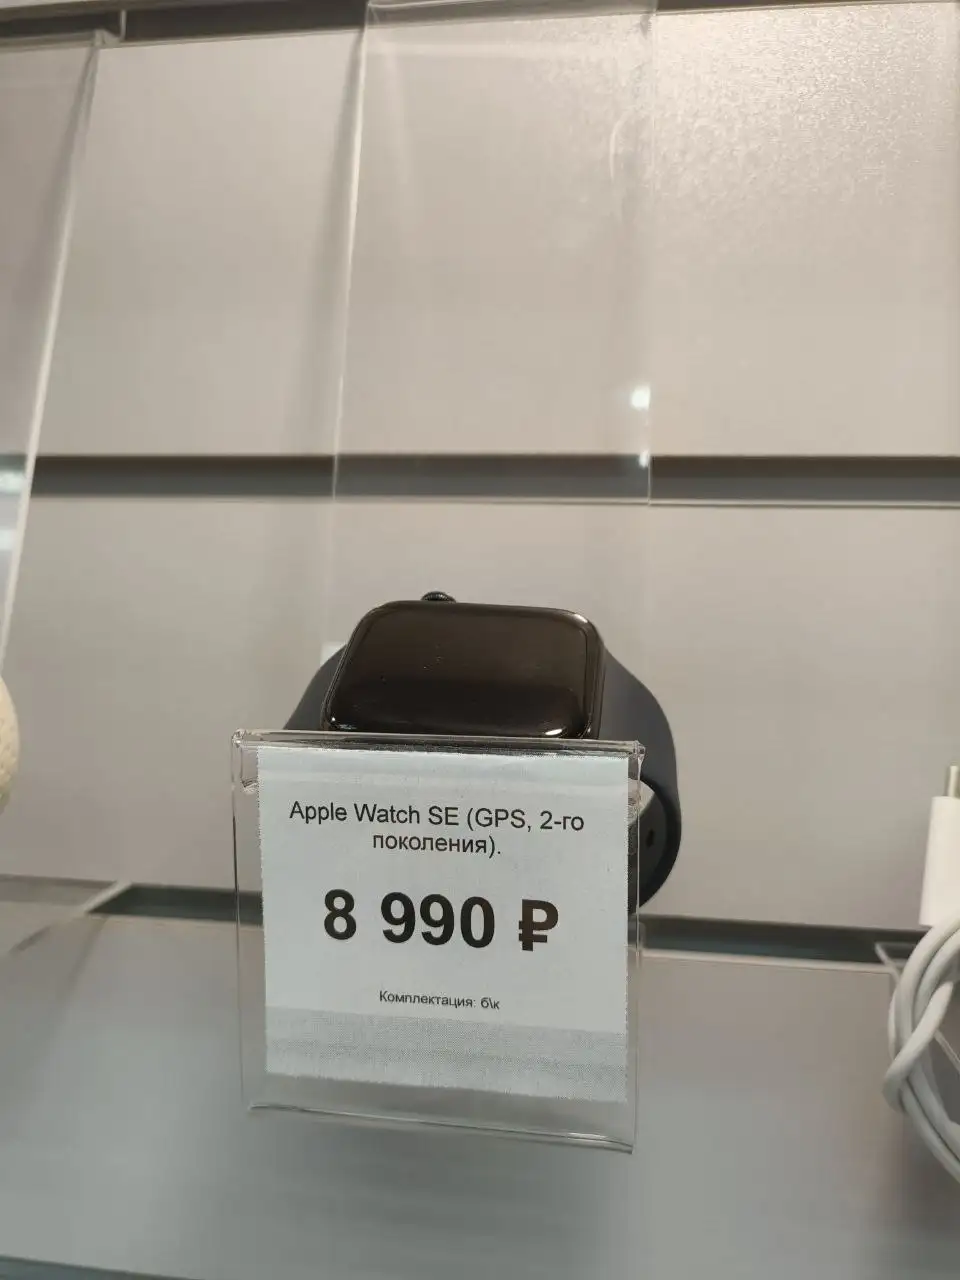 Apple Watch SE (GPS, 2-го
поколения).
8 990 ₽
Комплектация: б\к